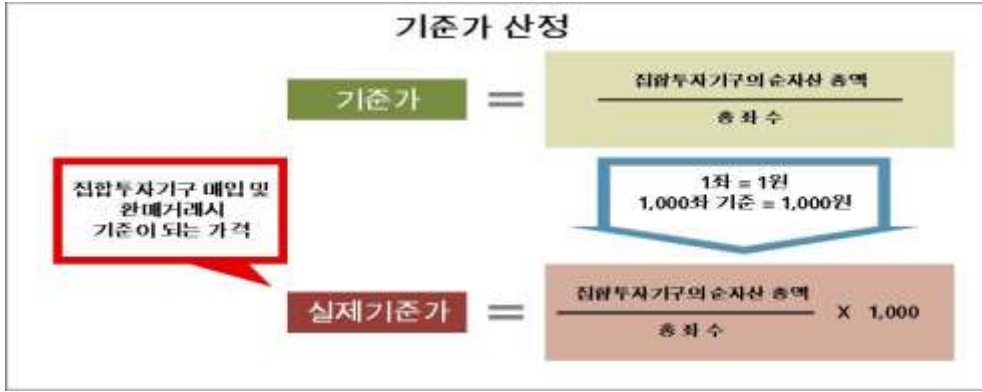 기준가 산정
기준가 =
집합투자기구의 순자산 총액
총 좌 수
집합투자기구 매입 및
환매거래시
기준이 되는 가격
1좌 = 1원
1,000좌 기준 = 1,000원
실제기준가 =
집합투자기구의 순자산 총액
총 좌 수
X 1,000